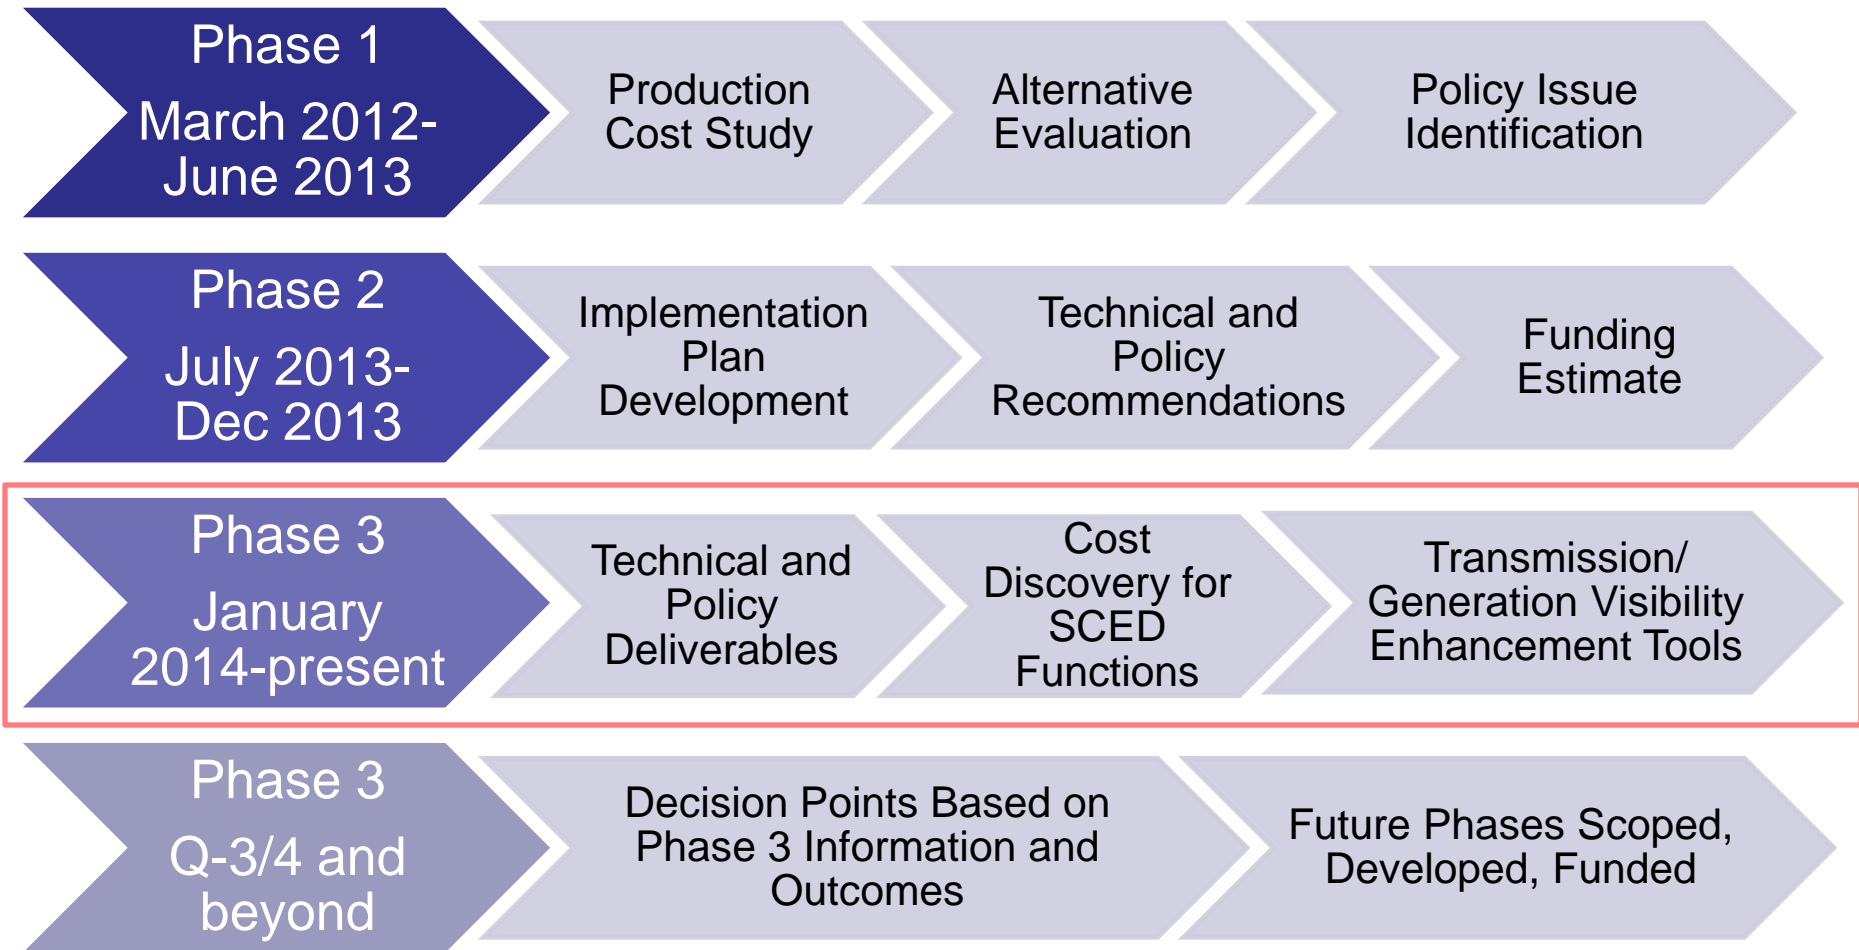 Phase 1
March 2012-
June 2013
Production
Cost Study
Alternative
Evaluation
Policy Issue
Identification
Phase 2
July 2013-
Dec 2013
Implementation
Plan
Development
Technical and
Policy
Recommendations
Funding
Estimate
Phase 3
January
2014-present
Technical and
Policy
Deliverables
Cost
Discovery for
SCED
Functions
Transmission/
Generation Visibility
Enhancement Tools
Phase 3
Q-3/4 and
beyond
Decision Points Based on
Phase 3 Information and
Outcomes
Future Phases Scoped,
Developed, Funded